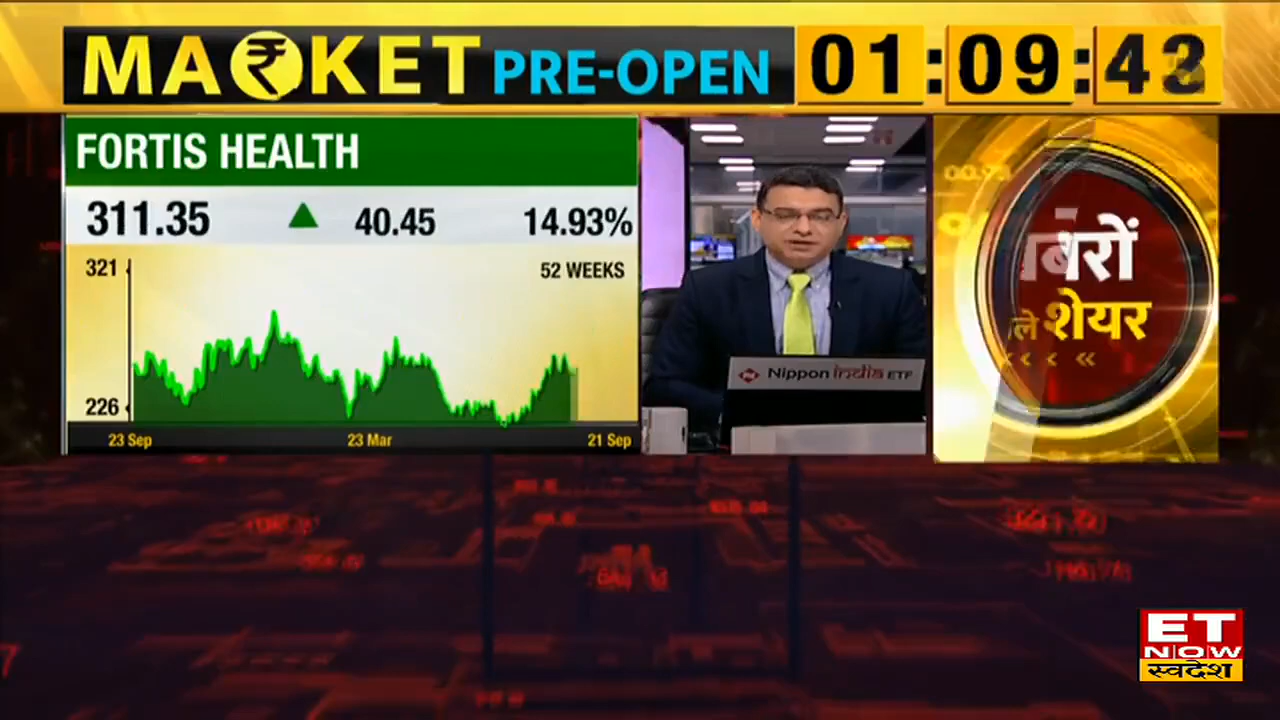 MA₹KET PRE-OPEN 01:09:43
FORTIS HEALTH
311.35 ▲ 40.45 14.93%
321 52 WEEKS
226
23 Sep 23 Mar 21 Sep
Nippon india ETF
शेयर
ET
NOW
स्वदेश